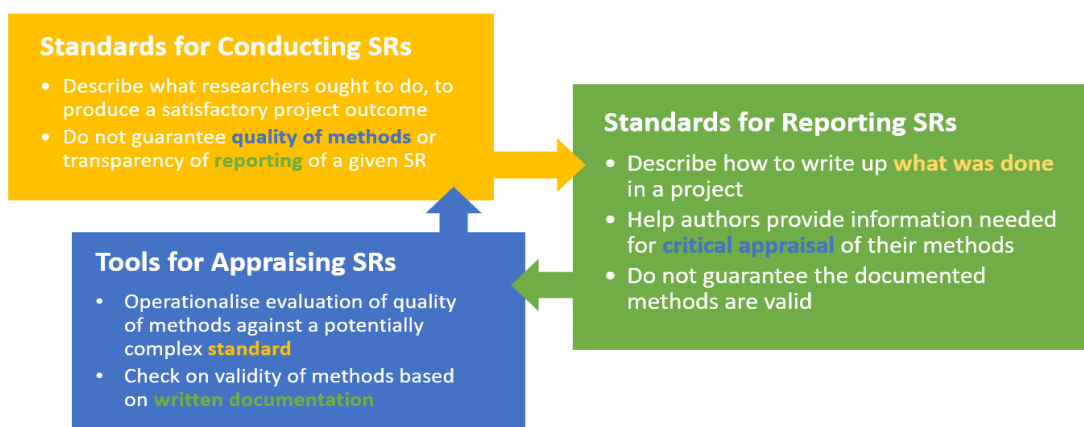 Standards for Conducting SRs
• Describe what researchers ought to do, to
produce a satisfactory project outcome
• Do not guarantee quality of methods or
transparency of reporting of a given SR
Standards for Reporting SRs
• Describe how to write up what was done
in a project
• Help authors provide information needed
for critical appraisal of their methods
• Do not guarantee the documented
methods are valid
Tools for Appraising SRs
• Operationalise evaluation of quality
of methods against a potentially
complex standard
• Check on validity of methods based
on written documentation